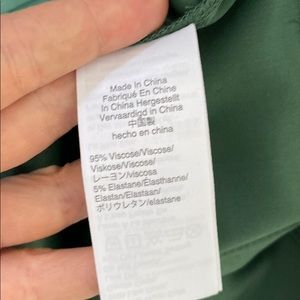 Made In China
Fabriqué En Chine
In China Hergestellt
Vervaardigd in China
中国製
hecho en china
95% Viscose/Viscose/
Viskose/Viscose/
レーヨン/viscosa
5% Elastane/Elasthanne/
Elastan/Elastaan/
ポリウレタン/elastane